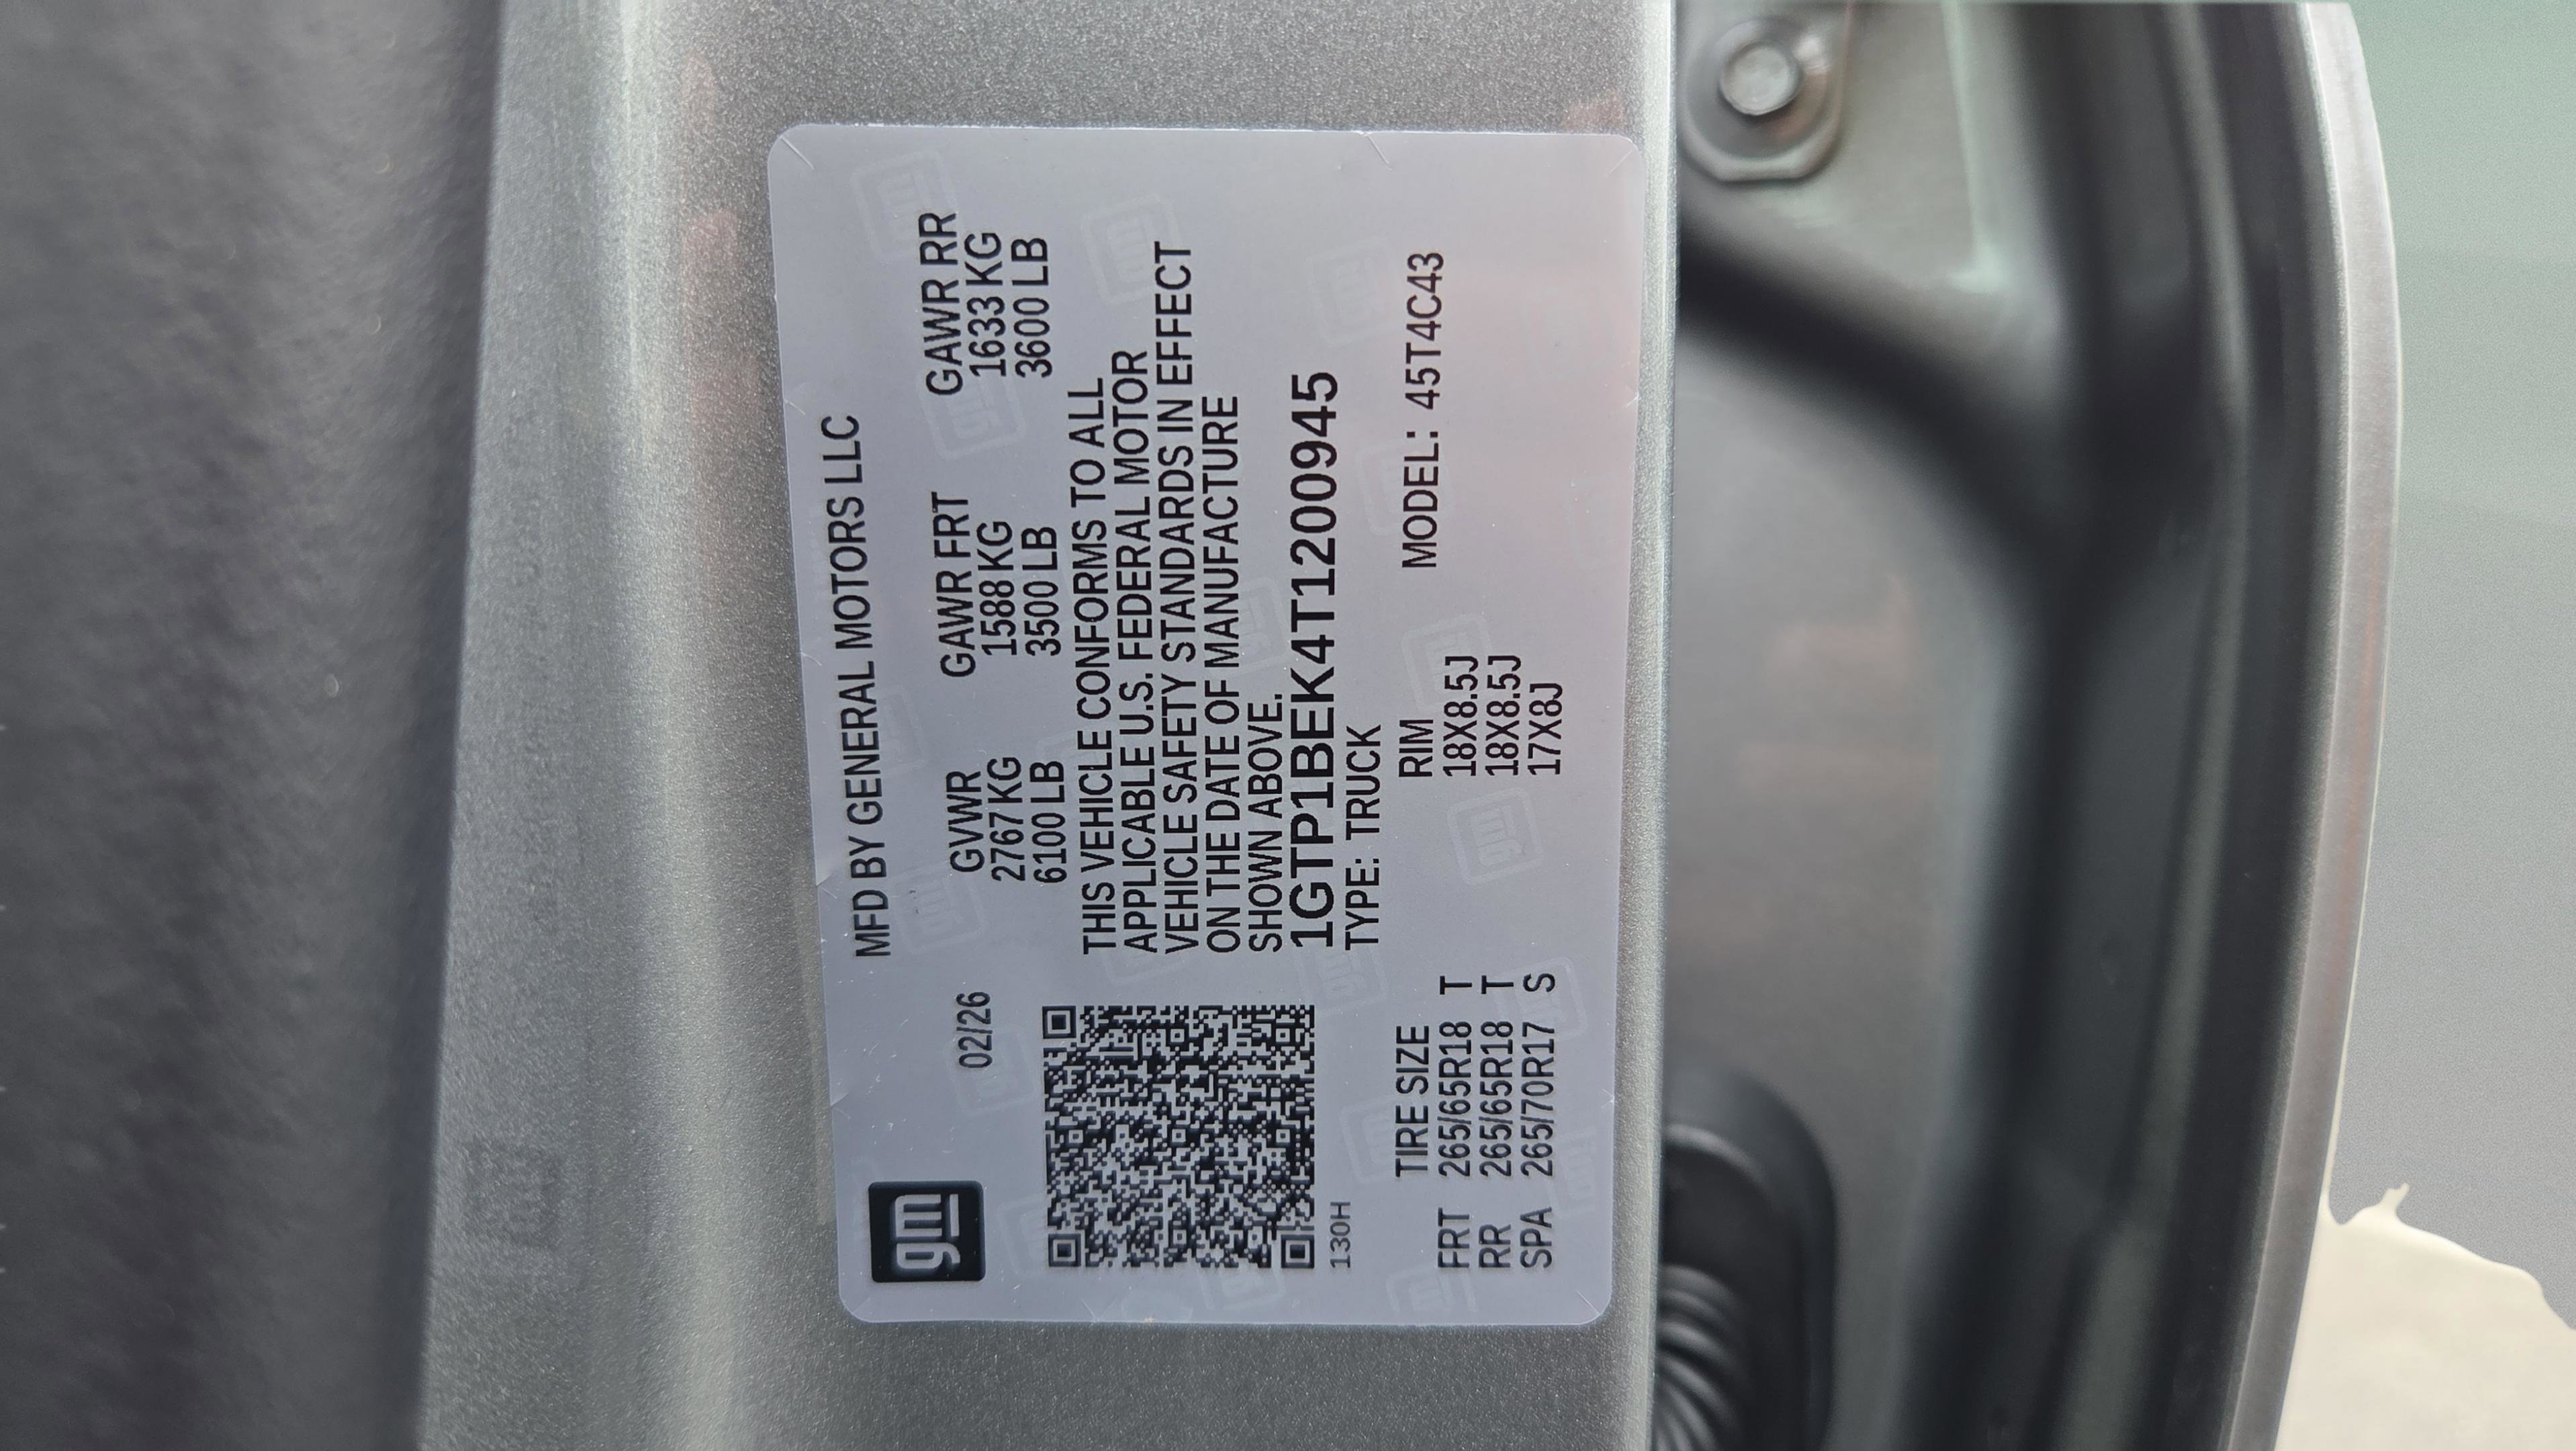 gm
MFD BY GENERAL MOTORS LLC
02/26
GVWR GAWR FRT GAWR RR
2767 KG 1588 KG 1633 KG
6100 LB 3500 LB 3600 LB
THIS VEHICLE CONFORMS TO ALL
APPLICABLE U.S. FEDERAL MOTOR
VEHICLE SAFETY STANDARDS IN EFFECT
ON THE DATE OF MANUFACTURE
SHOWN ABOVE.
1GTP1BEK4T1200945
130H
TYPE: TRUCK
TIRE SIZE RIM MODEL: 45T4C43
FRT 265/65R18 T 18X8.5J
RR 265/65R18 T 18X8.5J
SPA 265/70R17 S 17X8J